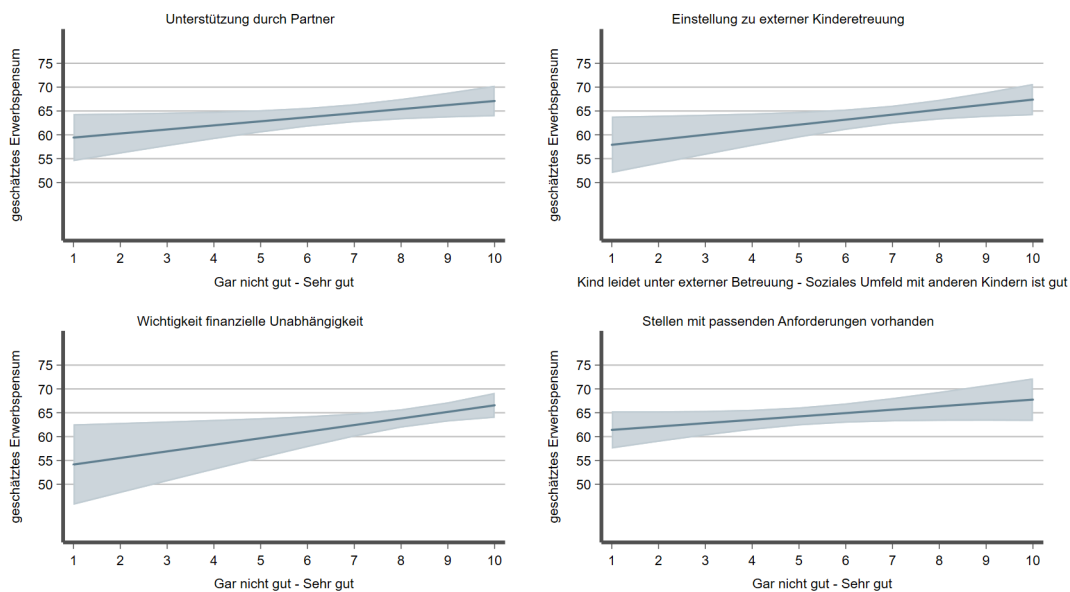 Unterstützung durch Partner
geschätztes Erwerbspensum
75
70
65
60
55
50
1 2 3 4 5 6 7 8 9 10
Gar nicht gut - Sehr gut
Einstellung zu externer Kinderetreuung
geschätztes Erwerbspensum
75
70
65
60
55
50
1 2 3 4 5 6 7 8 9 10
Kind leidet unter externer Betreuung - Soziales Umfeld mit anderen Kindern ist gut
Wichtigkeit finanzielle Unabhängigkeit
geschätztes Erwerbspensum
75
70
65
60
55
50
1 2 3 4 5 6 7 8 9 10
Gar nicht gut - Sehr gut
Stellen mit passenden Anforderungen vorhanden
geschätztes Erwerbspensum
75
70
65
60
55
50
1 2 3 4 5 6 7 8 9 10
Gar nicht gut - Sehr gut